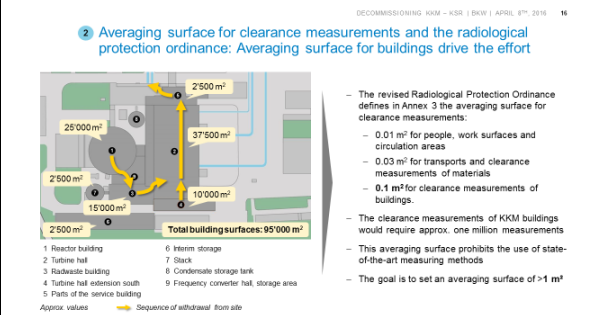 DECOMMISSIONING KKM – KSR | BKW | APRIL 8TH, 2016 16
2 Averaging surface for clearance measurements and the radiological
protection ordinance: Averaging surface for buildings drive the effort
2'500 m²
25'000 m²
37'500 m²
2'500 m²
10'000 m²
15'000 m²
2'500 m²
Total building surfaces: 95'000 m²
1 Reactor building
2 Turbine hall
3 Radwaste building
4 Turbine hall extension south
5 Parts of the service building
6 Interim storage
7 Stack
8 Condensate storage tank
9 Frequency converter hall, storage area
Approx. values
Sequence of withdrawal from site
– The revised Radiological Protection Ordinance
defines in Annex 3 the averaging surface for
clearance measurements:
– 0.01 m² for people, work surfaces and
circulation areas
– 0.03 m² for transports and clearance
measurements of materials
– 0.1 m² for clearance measurements of
buildings.
– The clearance measurements of KKM buildings
would require approx. one million measurements
– This averaging surface prohibits the use of state-
of-the-art measuring methods
– The goal is to set an averaging surface of >1 m²